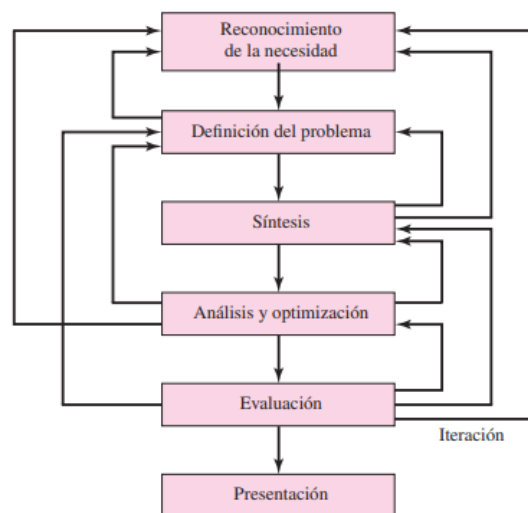 Reconocimiento
de la necesidad
Definición del problema
Síntesis
Análisis y optimización
Evaluación
Iteración
Presentación